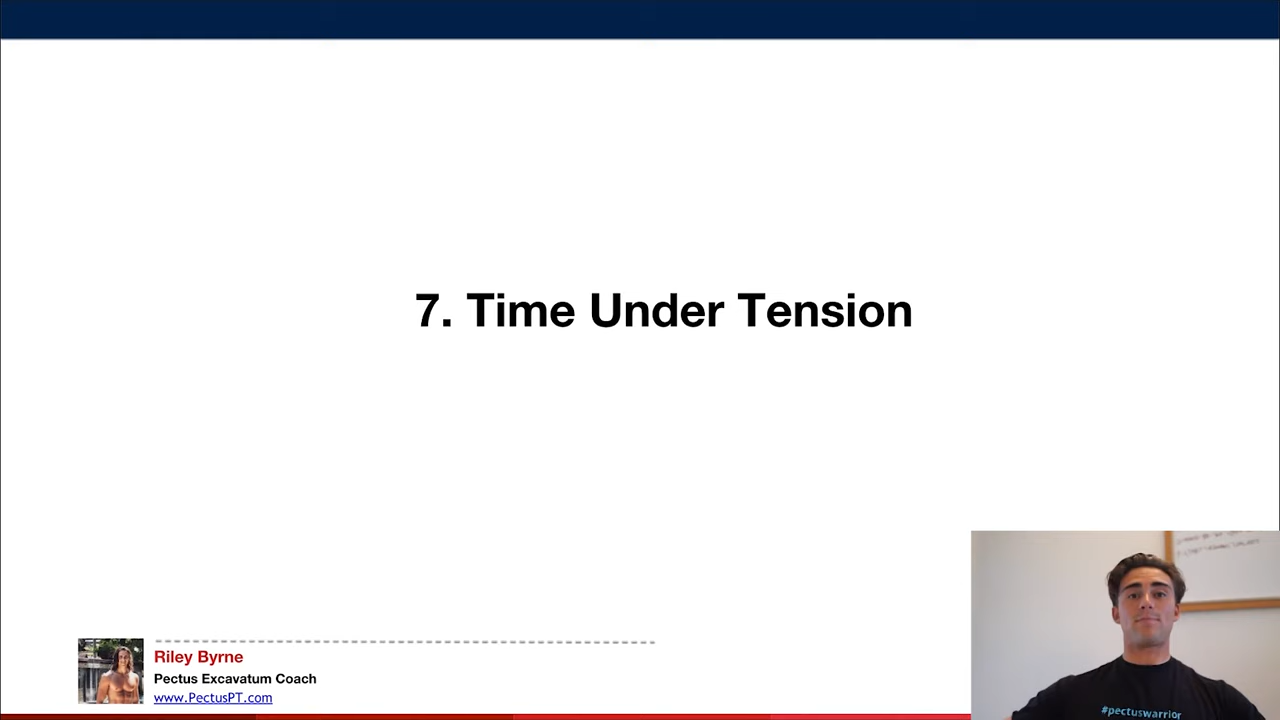 7. Time Under Tension
Riley Byrne
Pectus Excavatum Coach
www.PectusPT.com
#pectuswarrior